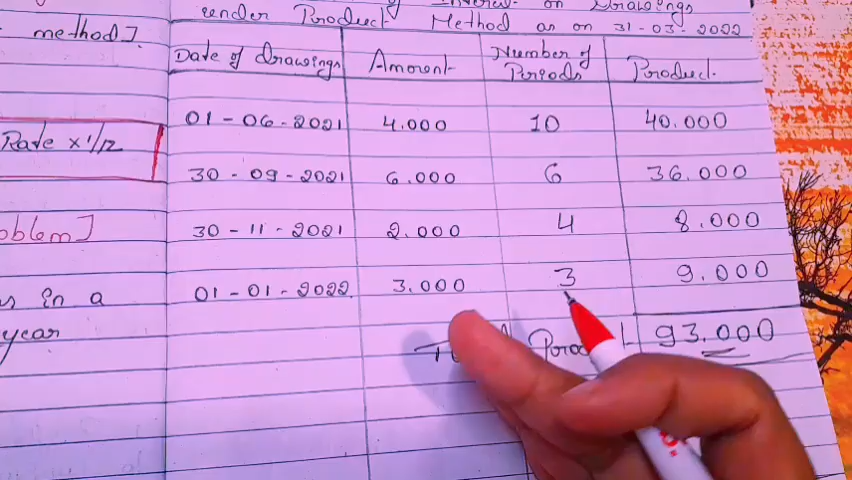 on Drawings
under Product Method as on 31-03-2022
method].
Date of drawings Amount Number of Periods Product
01-06-2021 4.000 10 40.000
Rate x 1/12
30-09-2021 6.000 6 36.000
30-11-2021 2.000 4 8.000
oblem]
01-01-2022 3.000 3 9.000
s in a
year
93.000